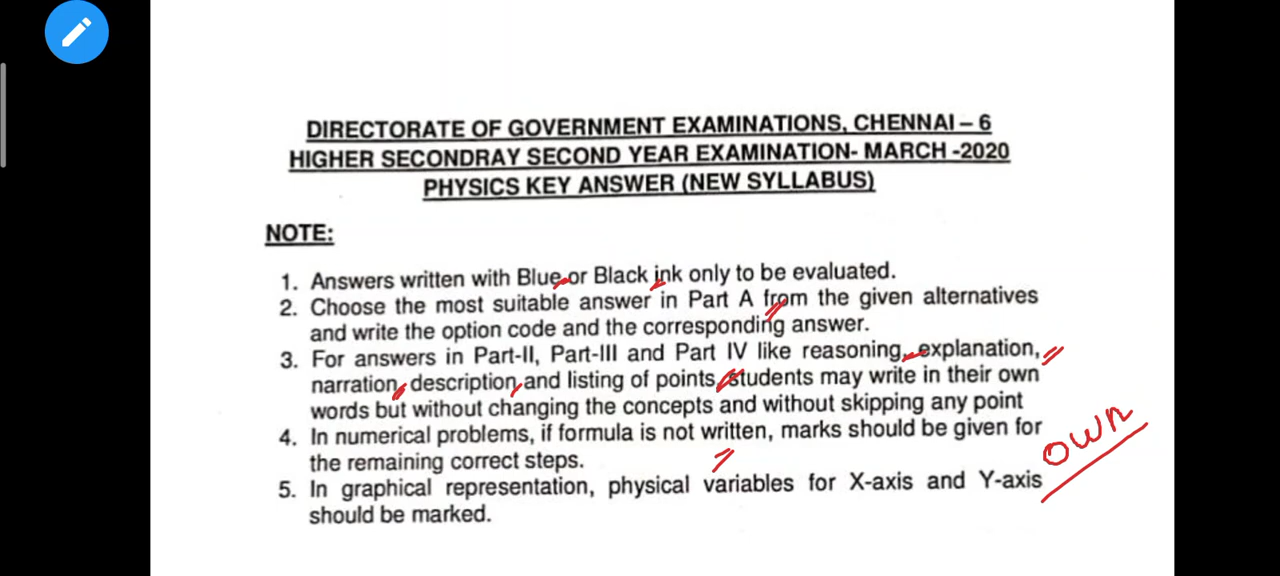 DIRECTORATE OF GOVERNMENT EXAMINATIONS, CHENNAI – 6
HIGHER SECONDRAY SECOND YEAR EXAMINATION- MARCH -2020
PHYSICS KEY ANSWER (NEW SYLLABUS)
NOTE:
1. Answers written with Blue or Black ink only to be evaluated.
2. Choose the most suitable answer in Part A from the given alternatives
and write the option code and the corresponding answer.
3. For answers in Part-II, Part-III and Part IV like reasoning, explanation,
narration, description, and listing of points, students may write in their own
words but without changing the concepts and without skipping any point
4. In numerical problems, if formula is not written, marks should be given for
the remaining correct steps.
own
5. In graphical representation, physical variables for X-axis and Y-axis
should be marked.